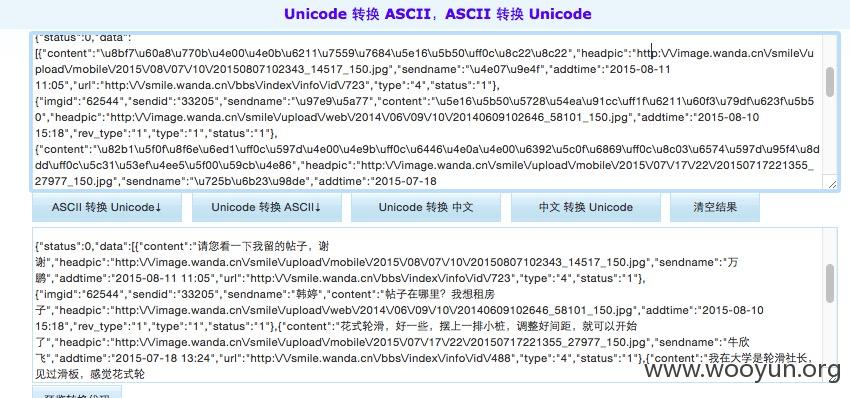 Unicode 转换 ASCII，ASCII 转换 Unicode
{"status":0,"data":
[{"content":"\u8bf7\u60a8\u770b\u4e00\u4e0b\u6211\u7559\u7684\u5e16\u5b50\uff0c\u8c22\u8c22","headpic":"http:\/\/image.wanda.cn\/smile\/u
pload\/mobile\/2015\/08\/07\/10\/20150807102343_14517_150.jpg","sendname":"\u4e07\u9e4f","addtime":"2015-08-11
11:05","url":"http:\/\/smile.wanda.cn\/bbs\/index\/info\/vid\/723","type":"4","status":"1"},
{"imgid":"62544","sendid":"33205","sendname":"\u97e9\u5a77","content":"\u5e16\u5b50\u5728\u54ea\u91cc\uff1f\u6211\u60f3\u79df\u623f\u5b5
0","headpic":"http:\/\/image.wanda.cn\/smile\/upload\/web\/2014\/06\/09\/10\/20140609102646_58101_150.jpg","addtime":"2015-08-10
15:18","rev_type":"1","type":"1","status":"1"},
{"content":"\u82b1\u5f0f\u8f6e\u6ed1\uff0c\u597d\u4e00\u4e9b\uff0c\u6446\u4e0a\u4e00\u6392\u5c0f\u6869\uff0c\u8c03\u6574\u597d\u95f4\u8d
dd\uff0c\u5c31\u53ef\u4ee5\u5f00\u59cb\u4e86","headpic":"http:\/\/image.wanda.cn\/smile\/upload\/mobile\/2015\/07\/17\/22\/20150717221355_
27977_150.jpg","sendname":"\u725b\u6b23\u98de","addtime":"2015-07-18
ASCII 转换 Unicode↓ Unicode 转换 ASCII↓ Unicode 转换 中文 中文 转换 Unicode 清空结果
{"status":0,"data":[{"content":"请您看一下我留的帖子，谢
谢","headpic":"http:\/\/image.wanda.cn\/smile\/upload\/mobile\/2015\/08\/07\/10\/20150807102343_14517_150.jpg","sendname":"万
鹏","addtime":"2015-08-11 11:05","url":"http:\/\/smile.wanda.cn\/bbs\/index\/info\/vid\/723","type":"4","status":"1"},
{"imgid":"62544","sendid":"33205","sendname":"韩婷","content":"帖子在哪里？我想租房
子","headpic":"http:\/\/image.wanda.cn\/smile\/upload\/web\/2014\/06\/09\/10\/20140609102646_58101_150.jpg","addtime":"2015-08-10
15:18","rev_type":"1","type":"1","status":"1"},{"content":"花式轮滑，好一些，摆上一排小桩，调整好间距，就可以开始
了","headpic":"http:\/\/image.wanda.cn\/smile\/upload\/mobile\/2015\/07\/17\/22\/20150717221355_27977_150.jpg","sendname":"牛欣
飞","addtime":"2015-07-18 13:24","url":"http:\/\/smile.wanda.cn\/bbs\/index\/info\/vid\/488","type":"4","status":"1"},{"content":"我在大学是轮滑社长，
见过滑板，感觉花式轮
www.wooyun.org